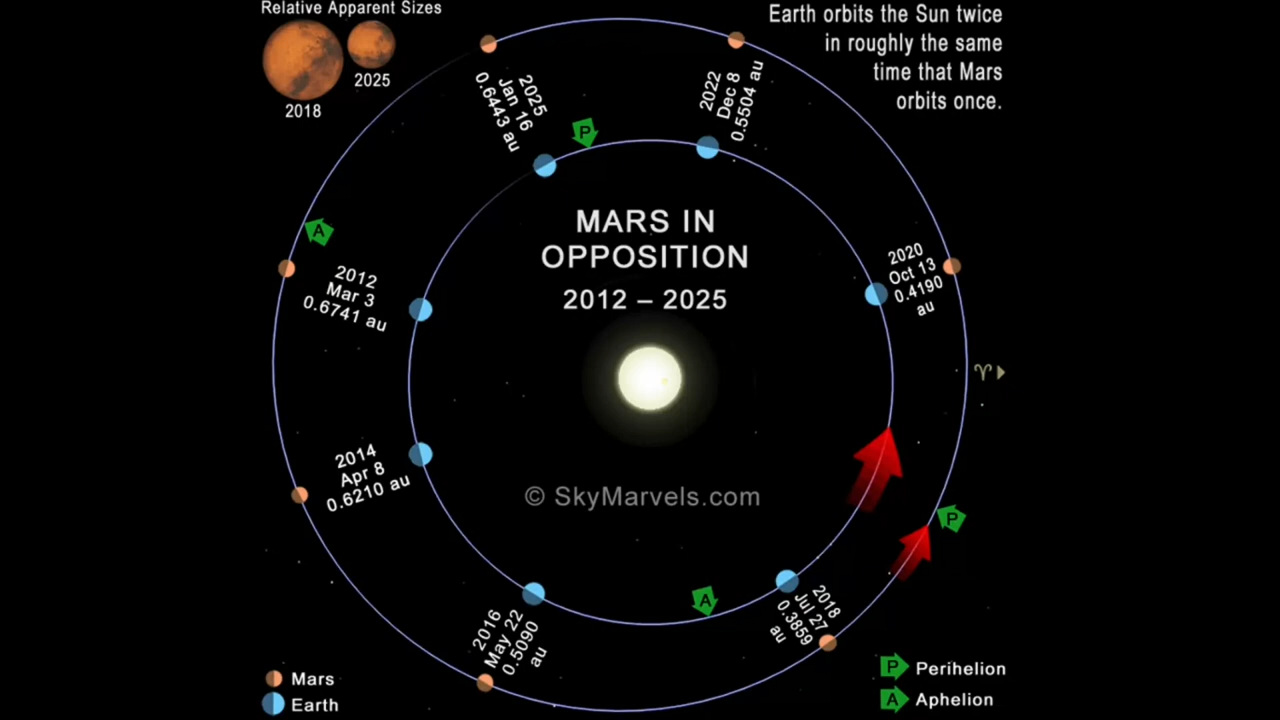 Relative Apparent Sizes
2018
2025
Earth orbits the Sun twice
in roughly the same
time that Mars
orbits once.
2025
Jan 16
0.6443 au
2022
Dec 8
0.5504 au
P
A
MARS IN
OPPOSITION
2012 – 2025
2020
Oct 13
0.4190
au
2012
Mar 3
0.6741 au
♈
2014
Apr 8
0.6210 au
© SkyMarvels.com
P
2016
May 22
0.5090
au
A
2018
Jul 27
0.3859
au
Mars
Earth
P Perihelion
A Aphelion